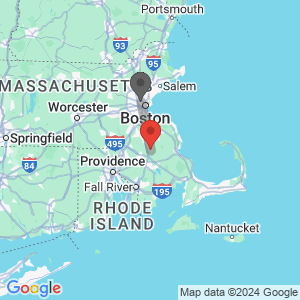 Portsmouth
93
95
MASSACHUSETTS
Salem
Boston
Worcester
495
Springfield
Providence
84
Fall River
195
RHODE
ISLAND
Nantucket
Google
Map data ©2024 Google